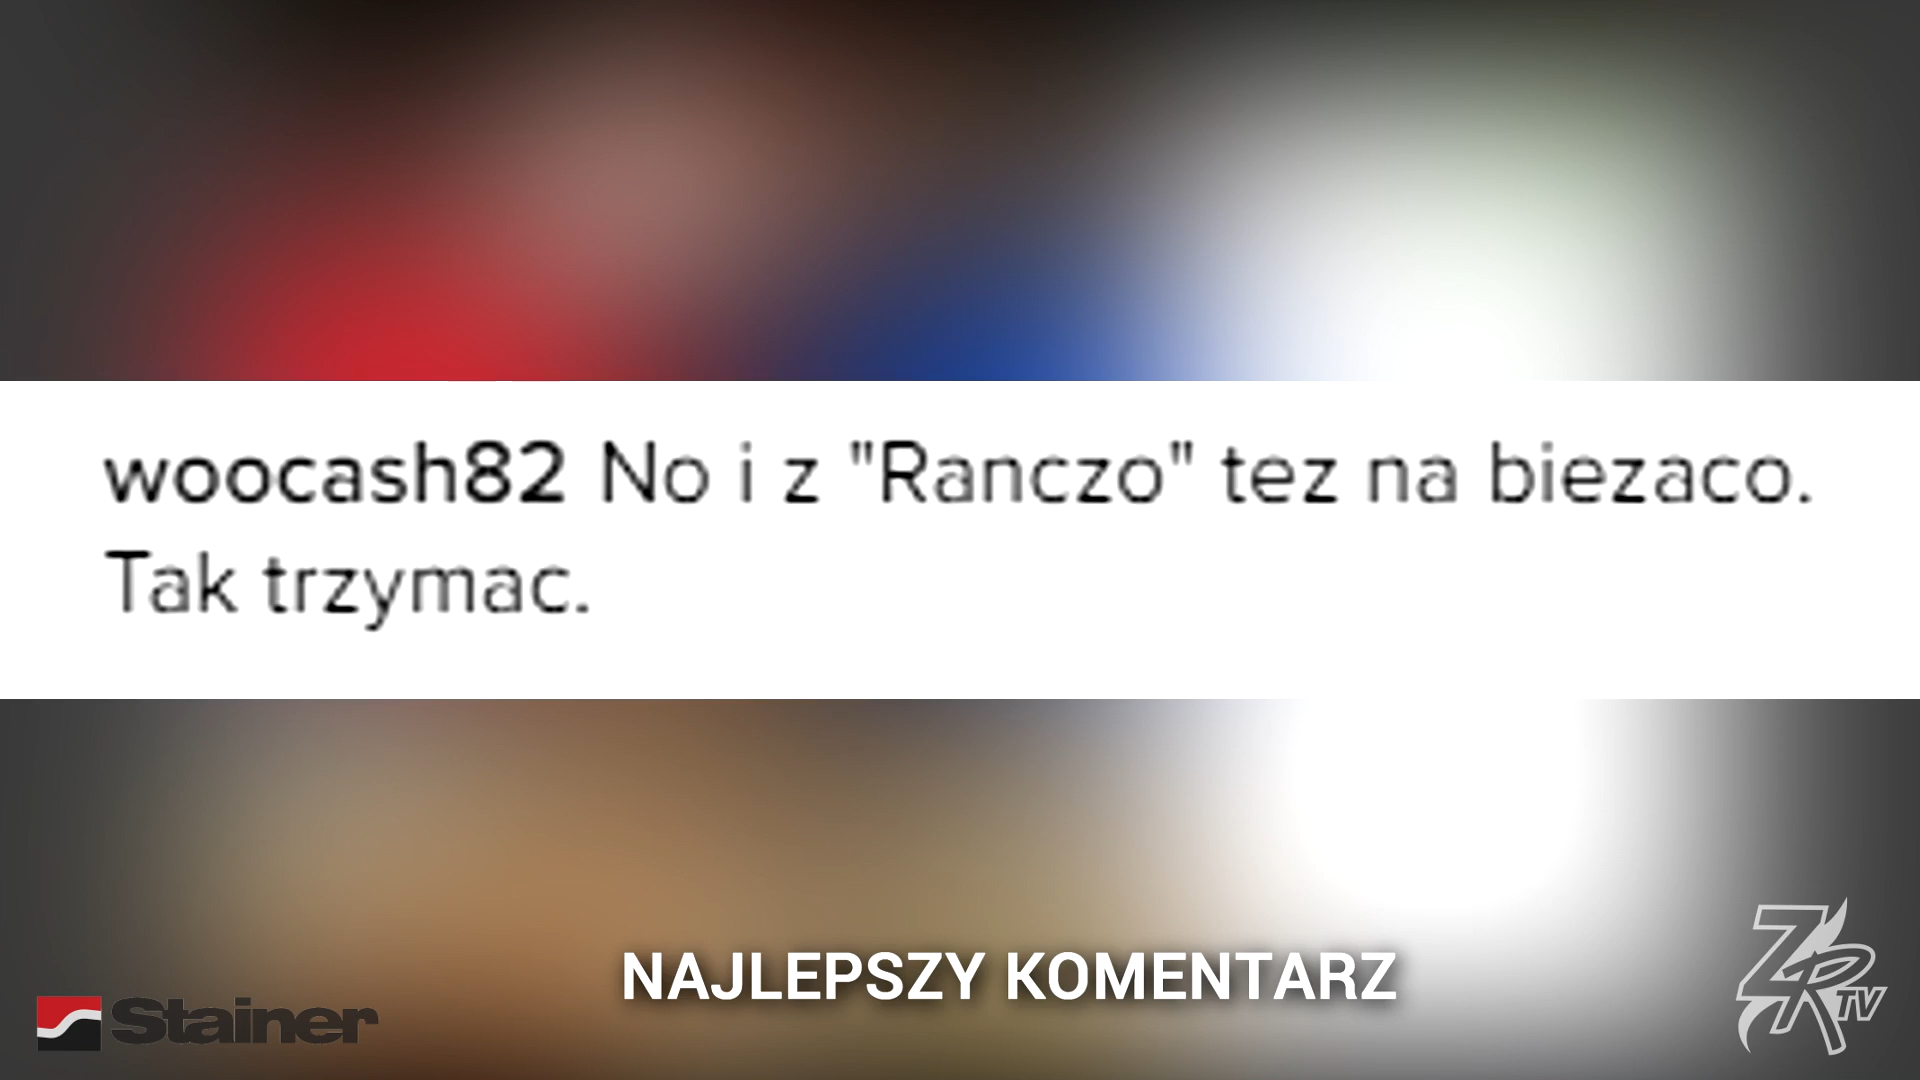 woocash82 No i z "Ranczo" tez na biezaco.
Tak trzymac.
NAJLEPSZY KOMENTARZ
Stainer
ZR TV